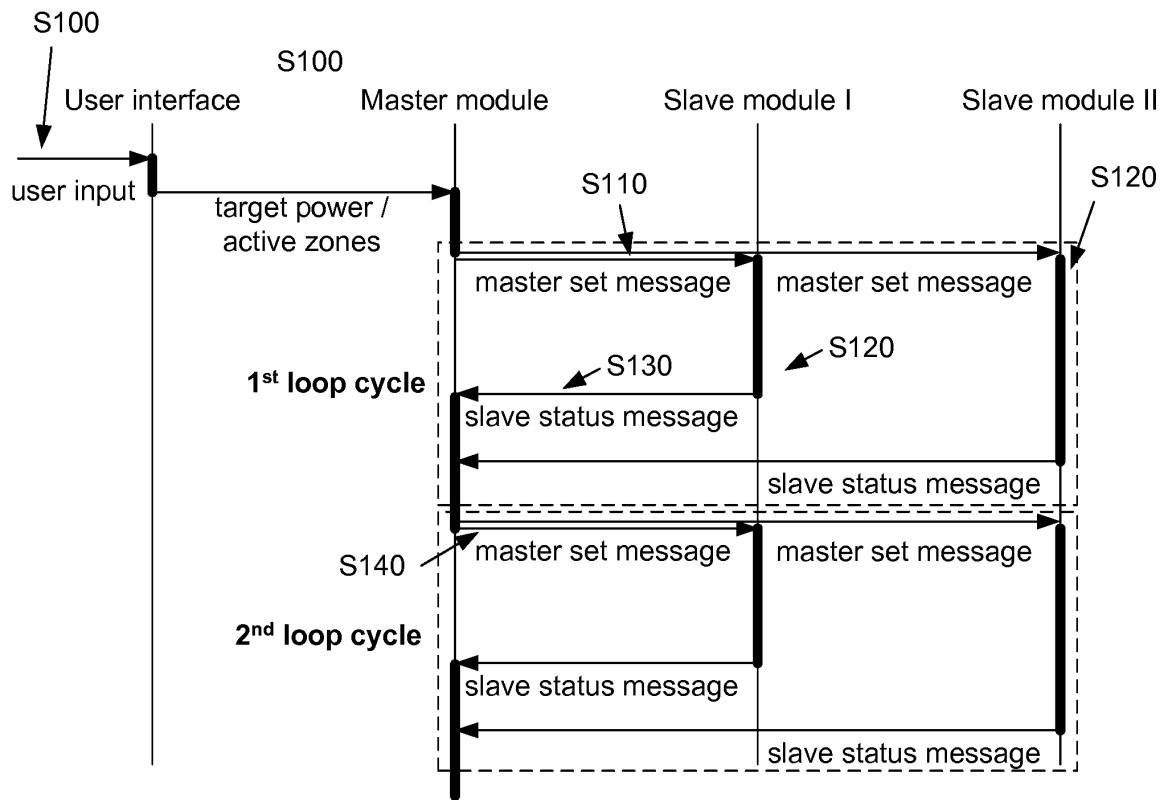 S100
S100
User interface
Master module
Slave module I
Slave module II
user input
target power /
active zones
S110
S120
master set message
master set message
S120
S130
1st loop cycle
slave status message
slave status message
S140
master set message
master set message
2nd loop cycle
slave status message
slave status message